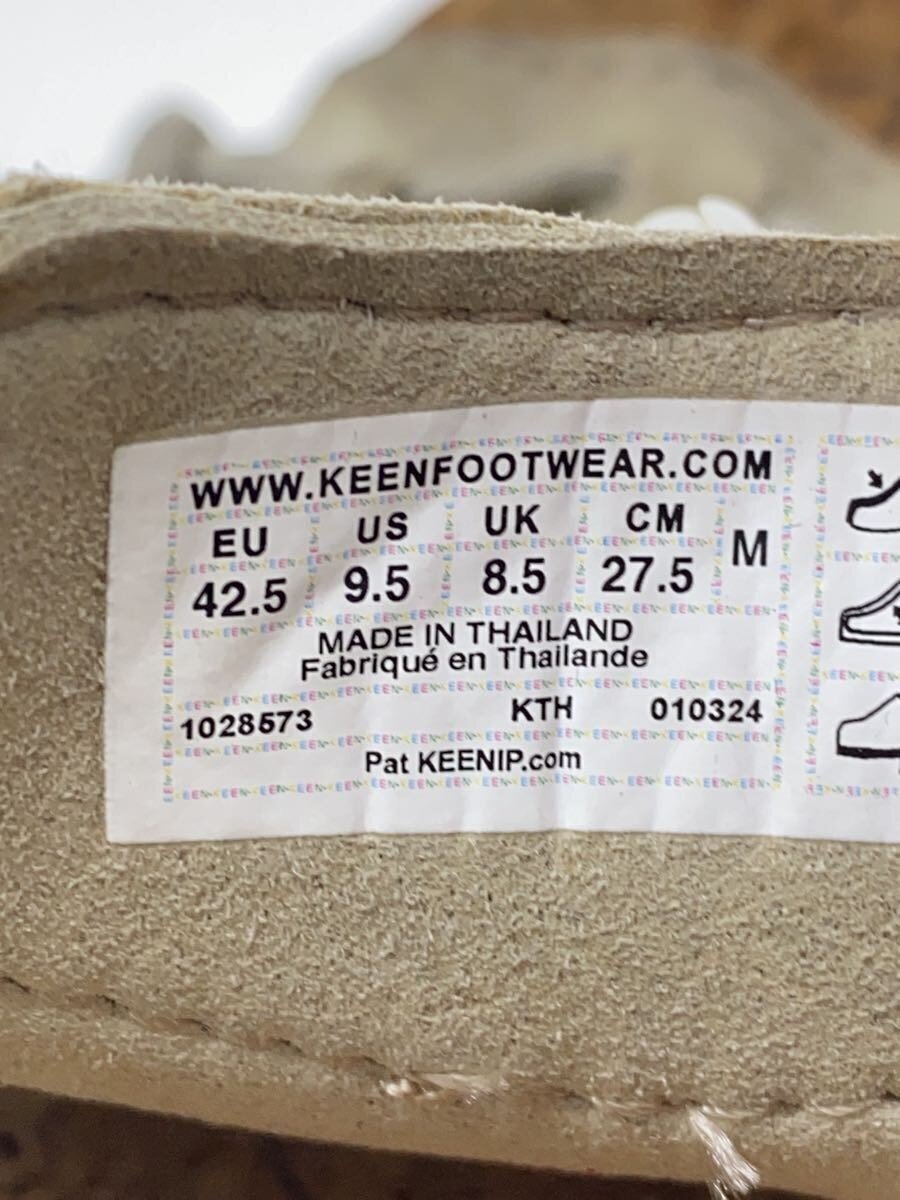 WWW.KEENFOOTWEAR.COM
EU US UK CM M
42.5 9.5 8.5 27.5
MADE IN THAILAND
Fabriqué en Thailande
1028573 KTH 010324
Pat KEENIP.com